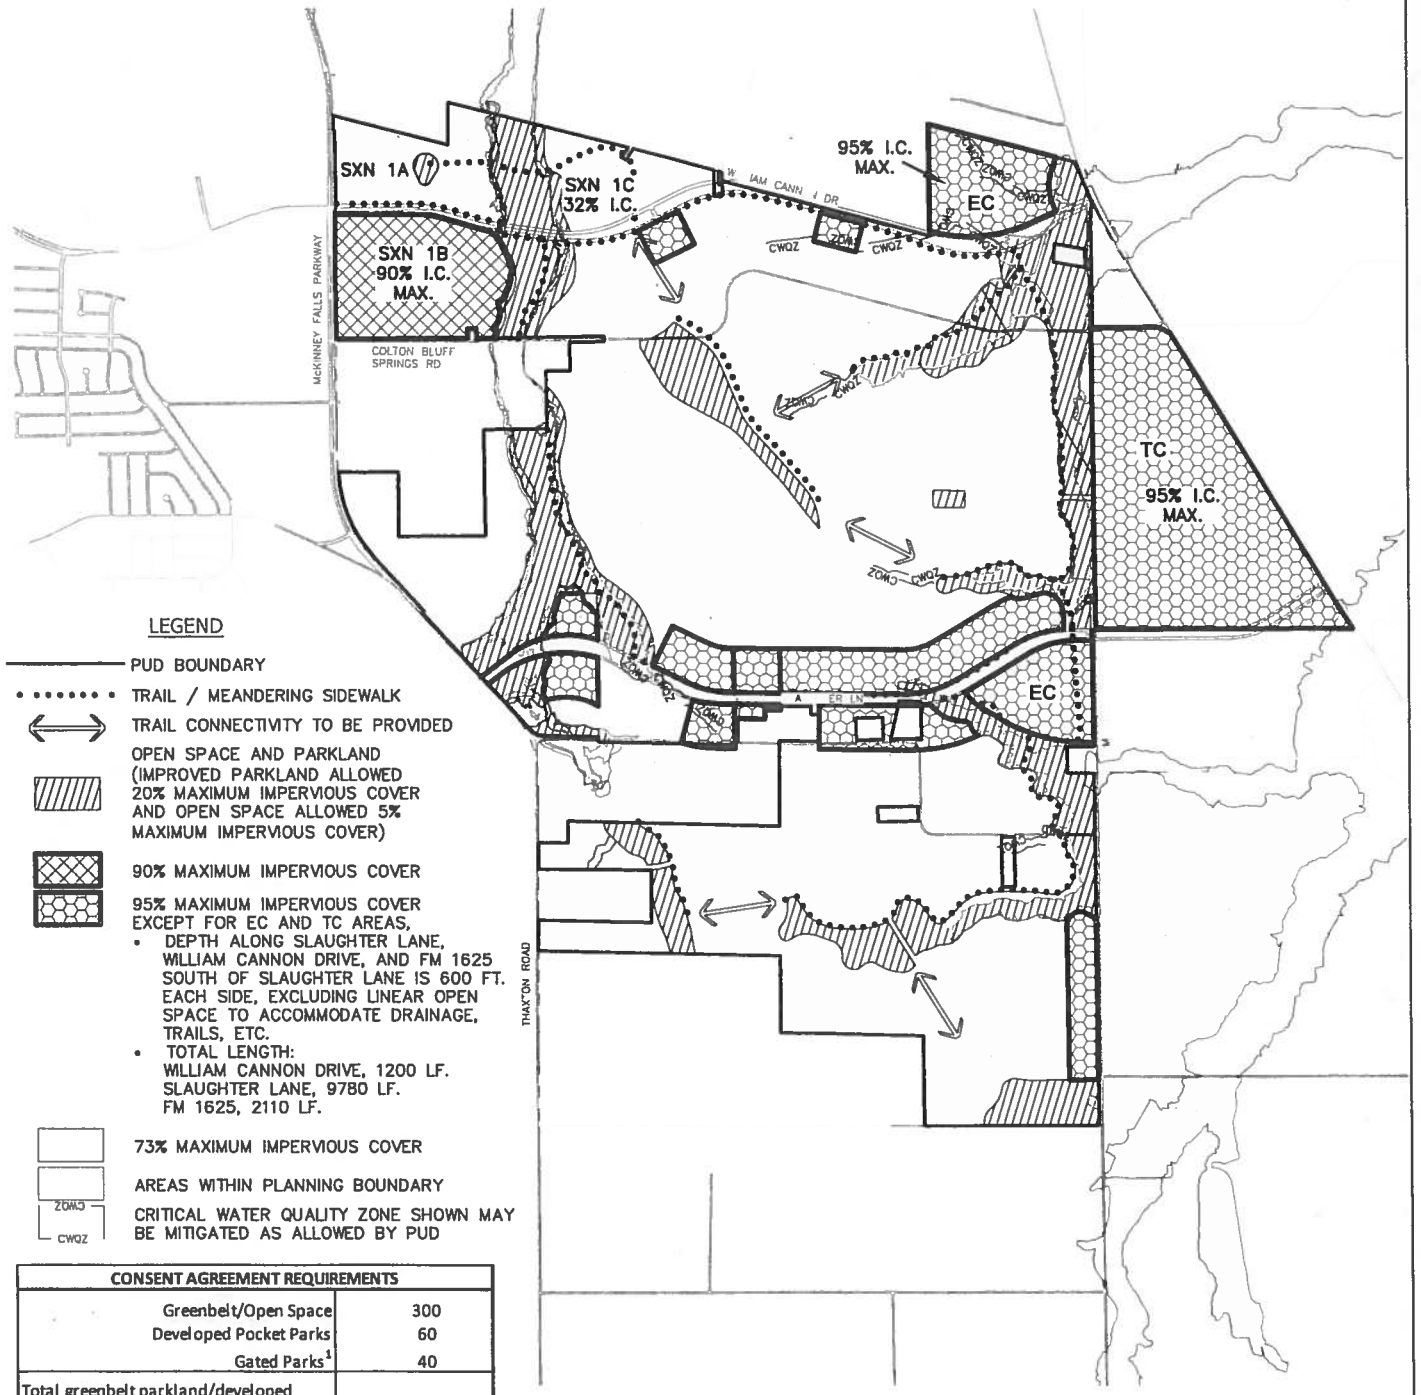 95% I.C.
MAX.
EC
SXN 1A
SXN 1C
32% I.C.
CWQZ
CWQZ
SXN 1B
90% I.C.
MAX.
McKINNEY FALLS PARKWAY
COLTON BLUFF
SPRINGS RD
CWQZ
CWQZ
TC
95% I.C.
MAX.
CWQZ
CWQZ
EC
THAXTON ROAD
LEGEND
PUD BOUNDARY
TRAIL / MEANDERING SIDEWALK
TRAIL CONNECTIVITY TO BE PROVIDED
OPEN SPACE AND PARKLAND
(IMPROVED PARKLAND ALLOWED
20% MAXIMUM IMPERVIOUS COVER
AND OPEN SPACE ALLOWED 5%
MAXIMUM IMPERVIOUS COVER)
90% MAXIMUM IMPERVIOUS COVER
95% MAXIMUM IMPERVIOUS COVER
EXCEPT FOR EC AND TC AREAS,
• DEPTH ALONG SLAUGHTER LANE,
WILLIAM CANNON DRIVE, AND FM 1625
SOUTH OF SLAUGHTER LANE IS 600 FT.
EACH SIDE, EXCLUDING LINEAR OPEN
SPACE TO ACCOMMODATE DRAINAGE,
TRAILS, ETC.
• TOTAL LENGTH:
WILLIAM CANNON DRIVE, 1200 LF.
SLAUGHTER LANE, 9780 LF.
FM 1625, 2110 LF.
73% MAXIMUM IMPERVIOUS COVER
AREAS WITHIN PLANNING BOUNDARY
CWQZ
CRITICAL WATER QUALITY ZONE SHOWN MAY
BE MITIGATED AS ALLOWED BY PUD
CWQZ
CONSENT AGREEMENT REQUIREMENTS
Greenbelt/Open Space 300
Developed Pocket Parks 60
Gated Parks1 40
Total greenbelt parkland/developed